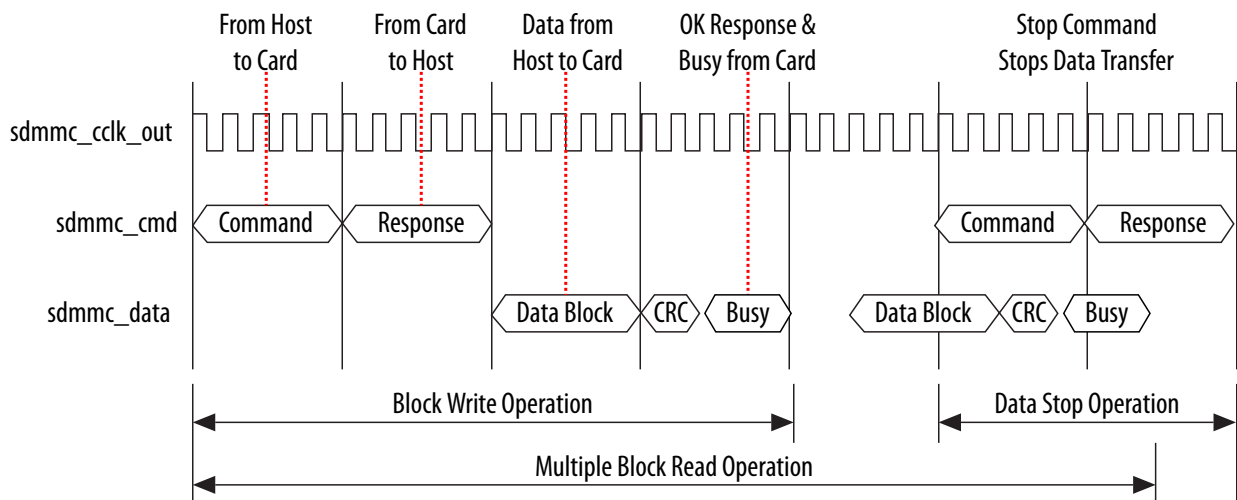 From Host
to Card
From Card
to Host
Data from
Host to Card
OK Response &
Busy from Card
Stop Command
Stops Data Transfer
sdmmc_cclk_out
sdmmc_cmd
Command
Response
Command
Response
sdmmc_data
Data Block
CRC
Busy
Data Block
CRC
Busy
Block Write Operation
Data Stop Operation
Multiple Block Read Operation